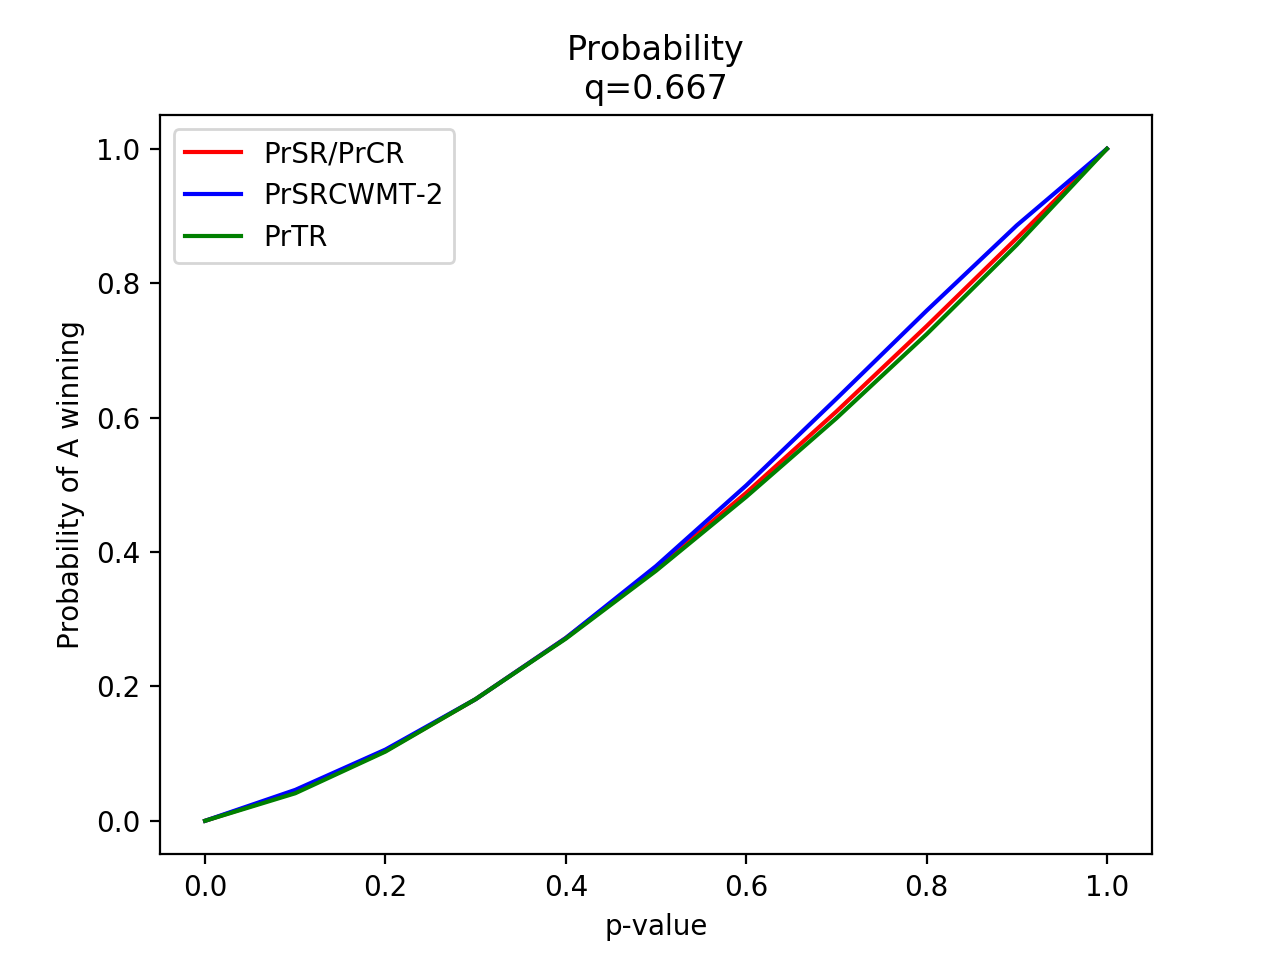 Probability
q=0.667
PrSR/PrCR
PrSRCWMT-2
PrTR
1.0
0.8
0.6
0.4
0.2
0.0
Probability of A winning
0.0 0.2 0.4 0.6 0.8 1.0
p-value